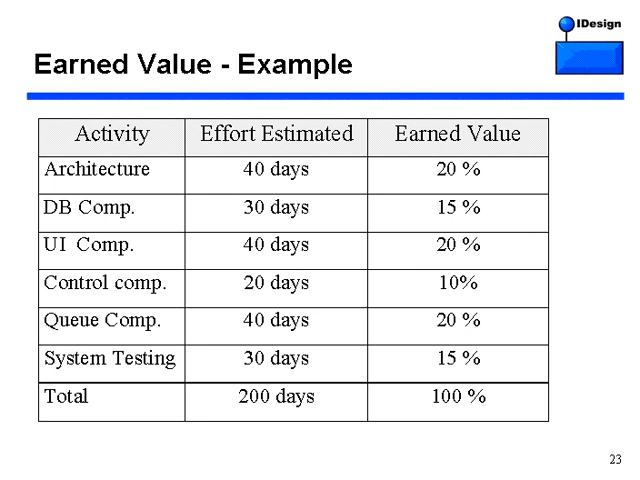 IDesign
Earned Value - Example
Activity Effort Estimated Earned Value
Architecture 40 days 20 %
DB Comp. 30 days 15 %
UI Comp. 40 days 20 %
Control comp. 20 days 10%
Queue Comp. 40 days 20 %
System Testing 30 days 15 %
Total 200 days 100 %
23